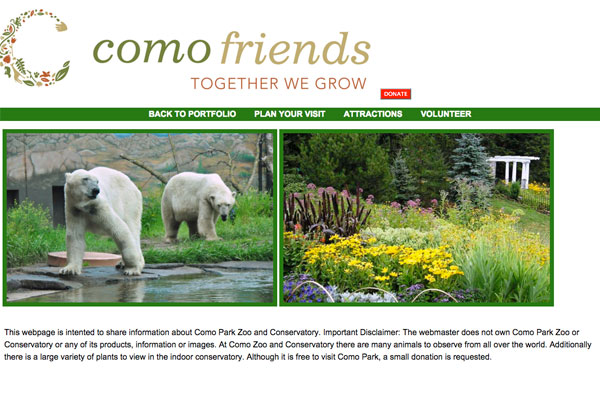 como friends
TOGETHER WE GROW
DONATE
BACK TO PORTFOLIO PLAN YOUR VISIT ATTRACTIONS VOLUNTEER
This webpage is intented to share information about Como Park Zoo and Conservatory. Important Disclaimer: The webmaster does not own Como Park Zoo or
Conservatory or any of its products, information or images. At Como Zoo and Conservatory there are many animals to observe from all over the world. Additionally
there is a large variety of plants to view in the indoor conservatory. Although it is free to visit Como Park, a small donation is requested.